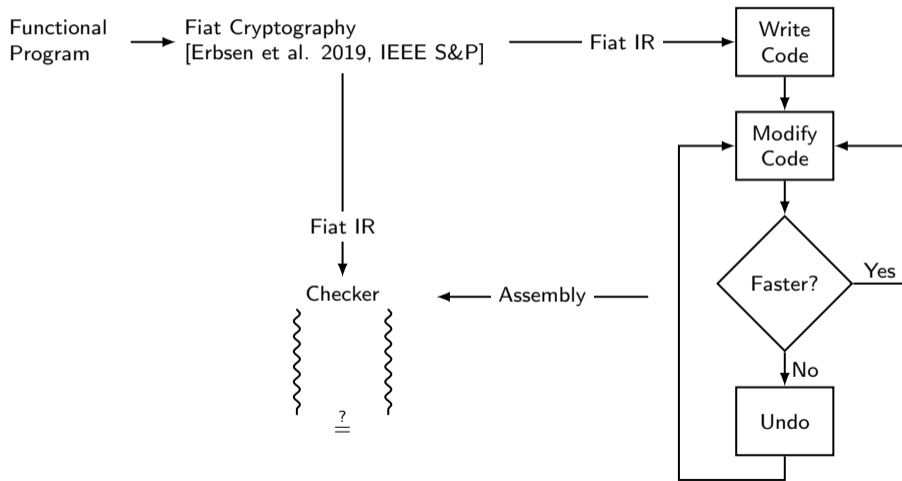 Functional
Program
Fiat Cryptography
[Erbsen et al. 2019, IEEE S&P]
Fiat IR
Write
Code
Modify
Code
Fiat IR
Faster?
Yes
Checker
Assembly
No
Undo
?
=